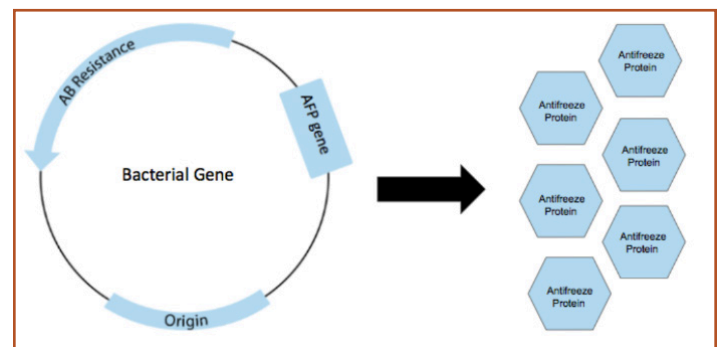 AB Resistance
AFP gene
Bacterial Gene
Origin
Antifreeze
Protein
Antifreeze
Protein
Antifreeze
Protein
Antifreeze
Protein
Antifreeze
Protein
Antifreeze
Protein